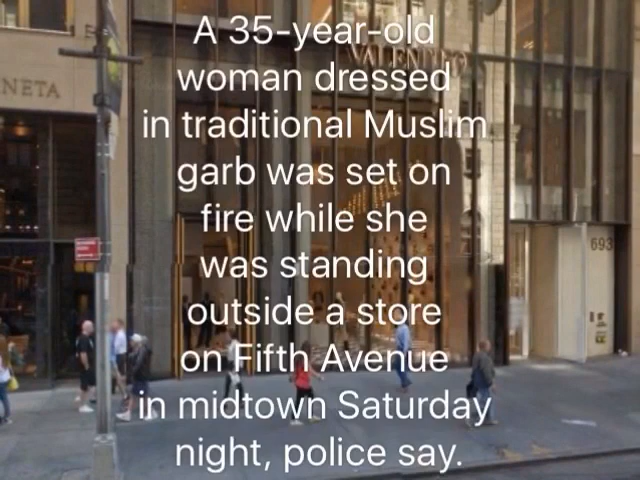 A 35-year-old
woman dressed
in traditional Muslim
garb was set on
fire while she
was standing
outside a store
on Fifth Avenue
in midtown Saturday
night, police say.
VALENTINO
NETA
693